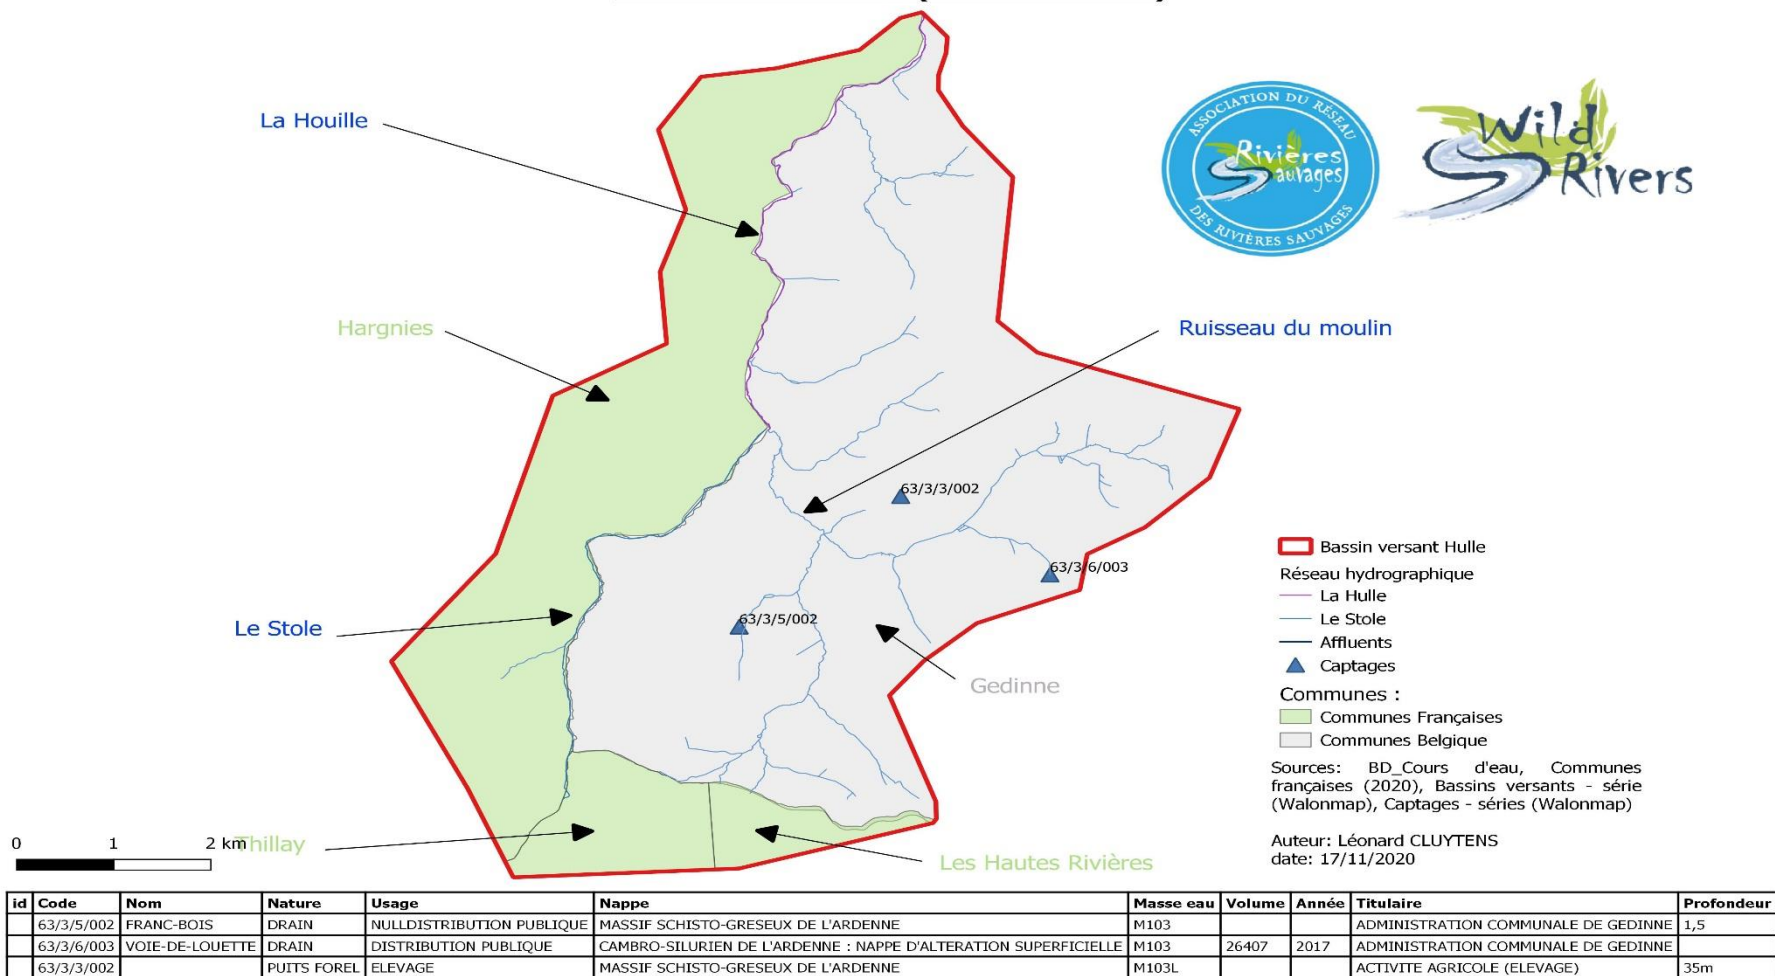 ASSOCIATION DU RÉSEAU
Rivières
Sauvages
DES RIVIÈRES SAUVAGES
Wild
Rivers
La Houille
Hargnies
Ruisseau du moulin
63/3/3/002
63/3/6/003
63/3/5/002
Le Stole
Gedinne
Thillay
Les Hautes Rivières
0 1 2 km
Bassin versant Hulle
Réseau hydrographique
La Hulle
Le Stole
Affluents
Captages
Communes :
Communes Françaises
Communes Belgique
Sources: BD_Cours d'eau, Communes
françaises (2020), Bassins versants - série
(Walonmap), Captages - séries (Walonmap)
Auteur: Léonard CLUYTENS
date: 17/11/2020
id Code Nom Nature Usage Nappe Masse eau Volume Année Titulaire Profondeur
63/3/5/002 FRANC-BOIS DRAIN NULLDISTRIBUTION PUBLIQUE MASSIF SCHISTO-GRESEUX DE L'ARDENNE M103 ADMINISTRATION COMMUNALE DE GEDINNE 1,5
63/3/6/003 VOIE-DE-LOUETTE DRAIN DISTRIBUTION PUBLIQUE CAMBRO-SILURIEN DE L'ARDENNE : NAPPE D'ALTERATION SUPERFICIELLE M103 26407 2017 ADMINISTRATION COMMUNALE DE GEDINNE
63/3/3/002 PUITS FOREL ELEVAGE MASSIF SCHISTO-GRESEUX DE L'ARDENNE M103L ACTIVITE AGRICOLE (ELEVAGE) 35m